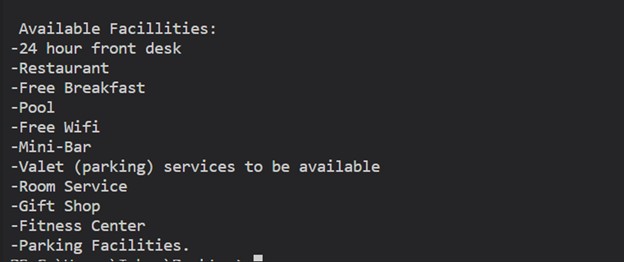 Available Facillities:
-24 hour front desk
-Restaurant
-Free Breakfast
-Pool
-Free Wifi
-Mini-Bar
-Valet (parking) services to be available
-Room Service
-Gift Shop
-Fitness Center
-Parking Facilities.